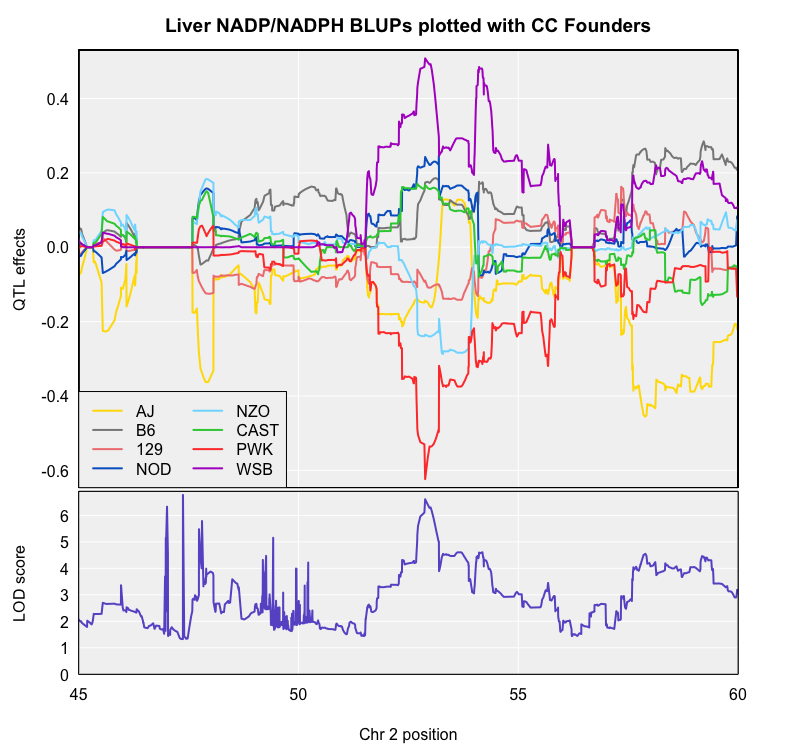 Liver NADP/NADPH BLUPs plotted with CC Founders
QTL effects
0.4
0.2
0.0
-0.2
-0.4
-0.6
AJ NZO
B6 CAST
129 PWK
NOD WSB
LOD score
6
5
4
3
2
1
0
45 50 55 60
Chr 2 position